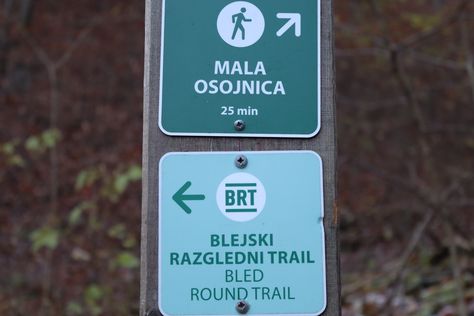 MALA
OSOJNICA
25 min
BRT
BLEJSKI
RAZGLEDNI TRAIL
BLED
ROUND TRAIL